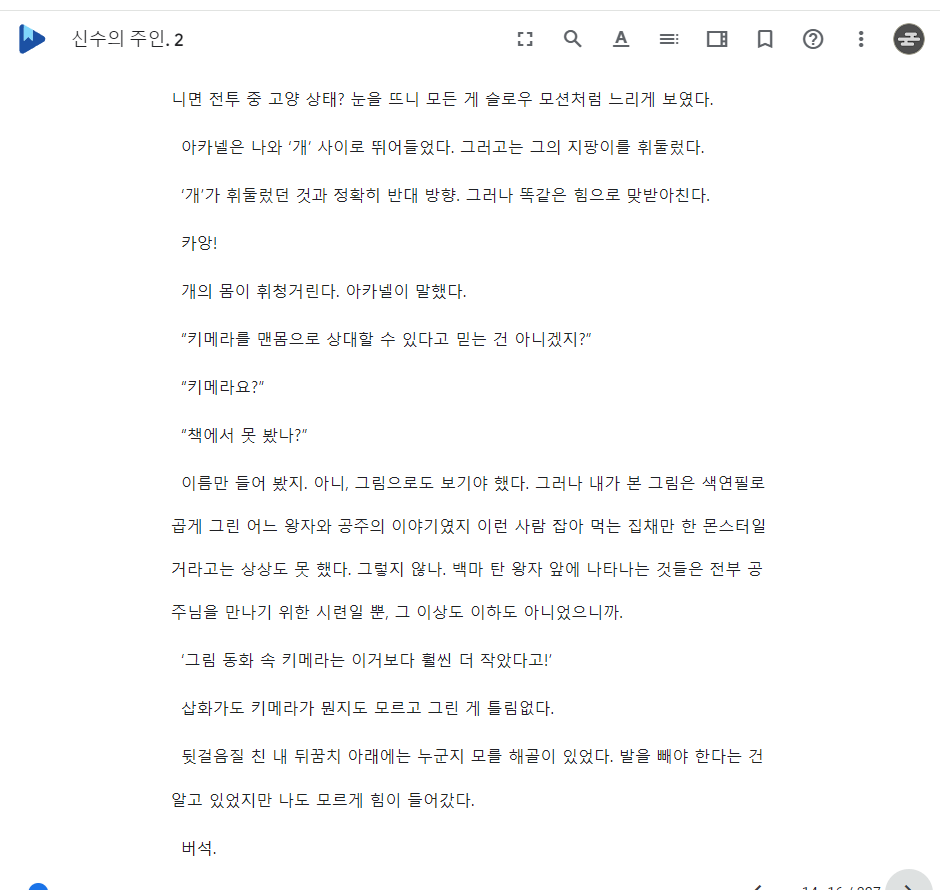 신수의 주인. 2
니면 전투 중 고양 상태? 눈을 뜨니 모든 게 슬로우 모션처럼 느리게 보였다.
아카넬은 나와 ‘개’ 사이로 뛰어들었다. 그러고는 그의 지팡이를 휘둘렀다.
‘개’가 휘둘렀던 것과 정확히 반대 방향. 그러나 똑같은 힘으로 맞받아친다.
카앙!
개의 몸이 휘청거린다. 아카넬이 말했다.
“키메라를 맨몸으로 상대할 수 있다고 믿는 건 아니겠지?”
“키메라요?”
“책에서 못 봤나?”
이름만 들어 봤지. 아니, 그림으로도 보기야 했다. 그러나 내가 본 그림은 색연필로
곱게 그린 어느 왕자와 공주의 이야기였지 이런 사람 잡아 먹는 집채만 한 몬스터일
거라고는 상상도 못 했다. 그렇지 않나. 백마 탄 왕자 앞에 나타나는 것들은 전부 공
주님을 만나기 위한 시련일 뿐, 그 이상도 이하도 아니었으니까.
‘그림 동화 속 키메라는 이거보다 훨씬 더 작았다고!’
삽화가도 키메라가 뭔지도 모르고 그린 게 틀림없다.
뒷걸음질 친 내 뒤꿈치 아래에는 누군지 모를 해골이 있었다. 발을 빼야 한다는 건
알고 있었지만 나도 모르게 힘이 들어갔다.
버석.